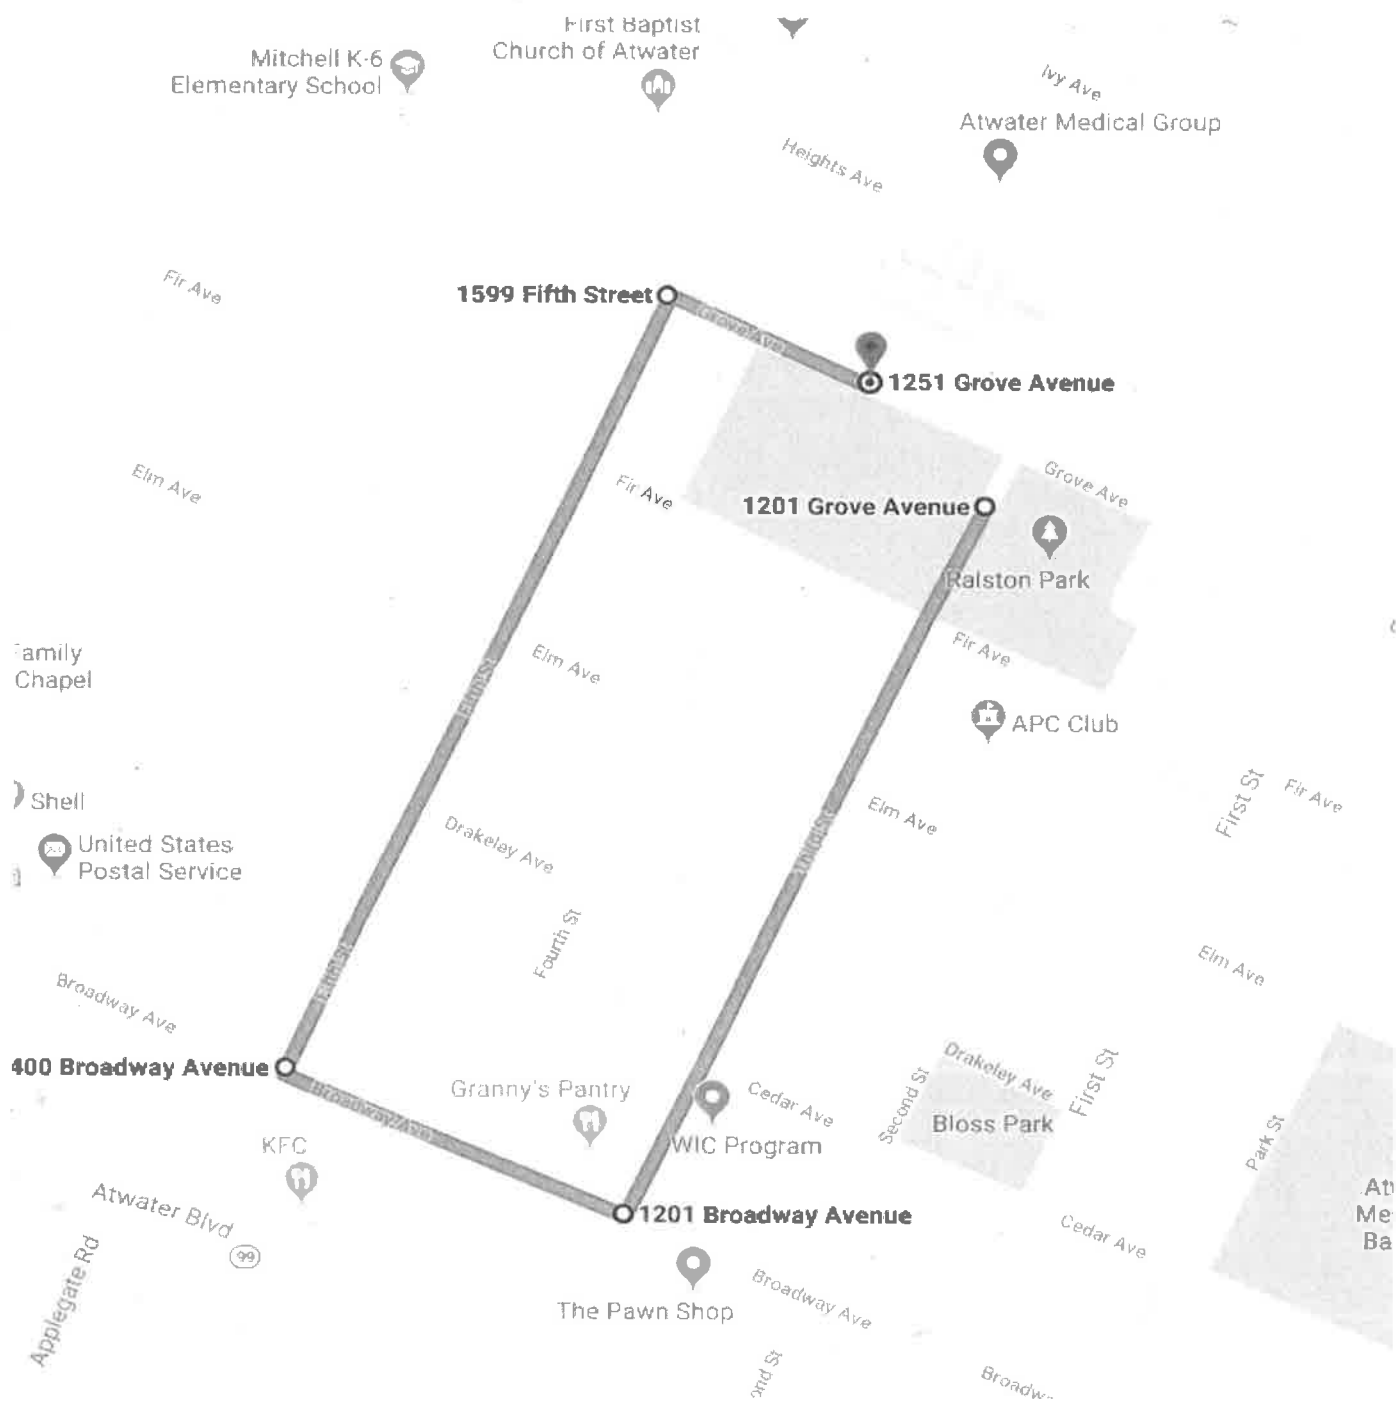 First Baptist
Church of Atwater
Mitchell K-6
Elementary School
Ivy Ave
Atwater Medical Group
Heights Ave
Fir Ave
1599 Fifth Street
Grove Ave
1251 Grove Avenue
Elm Ave
Fir Ave
Grove Ave
1201 Grove Avenue
Ralston Park
Family
Chapel
Elm Ave
Fir Ave
Fifth St
APC Club
Shell
First St
Fir Ave
United States
Postal Service
Drakeley Ave
Elm Ave
Third St
Fourth St
Fifth St
Elm Ave
Broadway Ave
400 Broadway Avenue
Broadway Ave
Granny's Pantry
Cedar Ave
Second St
Drakeley Ave
First St
Bloss Park
KFC
WIC Program
Park St
Atwater Blvd
99
1201 Broadway Avenue
At
Me
Ba
Cedar Ave
Applegate Rd
The Pawn Shop
Broadway Ave
ond St
Broadw